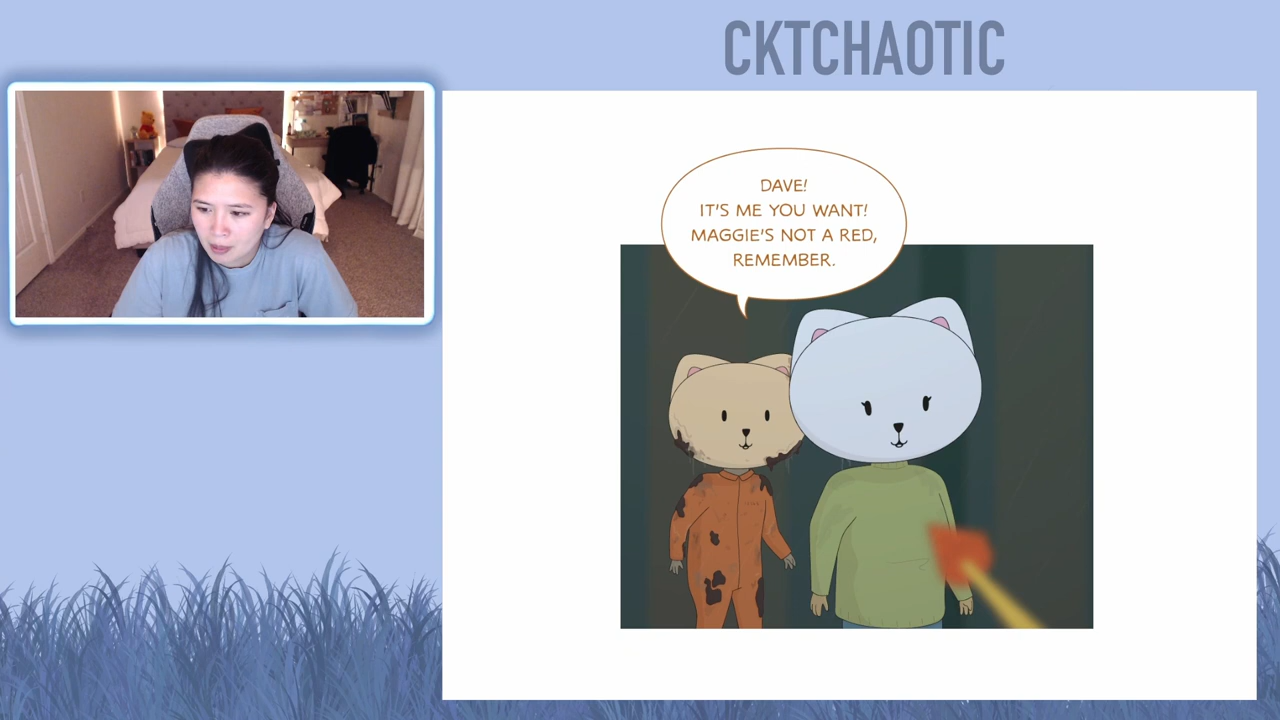 CKTCHAOTIC
DAVE!
IT'S ME YOU WANT!
MAGGIE'S NOT A RED,
REMEMBER.